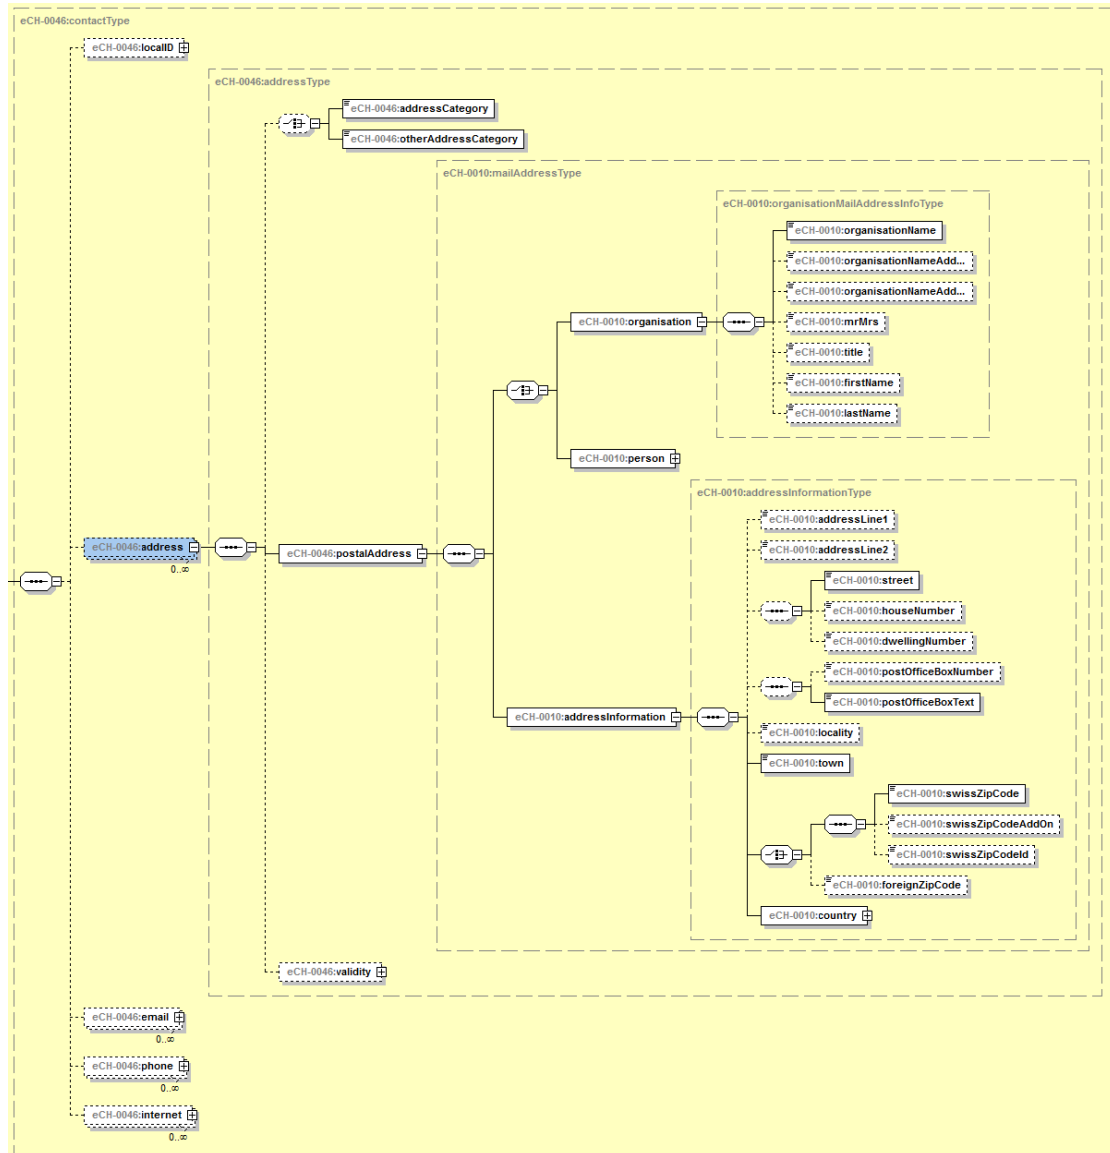 eCH-0046:contactType
eCH-0046:localID
eCH-0046:addressType
eCH-0046:addressCategory
eCH-0046:otherAddressCategory
eCH-0010:mailAddressType
eCH-0010:organisationMailAddressInfoType
eCH-0010:organisationName
eCH-0010:organisationNameAdd...
eCH-0010:organisationNameAdd...
eCH-0010:organisation
eCH-0010:mrMrs
eCH-0010:title
eCH-0010:firstName
eCH-0010:lastName
eCH-0010:person
eCH-0010:addressInformationType
eCH-0010:addressLine1
eCH-0046:address
0..∞
eCH-0046:postalAddress
eCH-0010:addressLine2
eCH-0010:street
eCH-0010:houseNumber
eCH-0010:dwellingNumber
eCH-0010:postOfficeBoxNumber
eCH-0010:postOfficeBoxText
eCH-0010:addressInformation
eCH-0010:locality
eCH-0010:town
eCH-0010:swissZipCode
eCH-0010:swissZipCodeAddOn
eCH-0010:swissZipCodeId
eCH-0010:foreignZipCode
eCH-0010:country
eCH-0046:validity
eCH-0046:email
0..∞
eCH-0046:phone
0..∞
eCH-0046:internet
0..∞